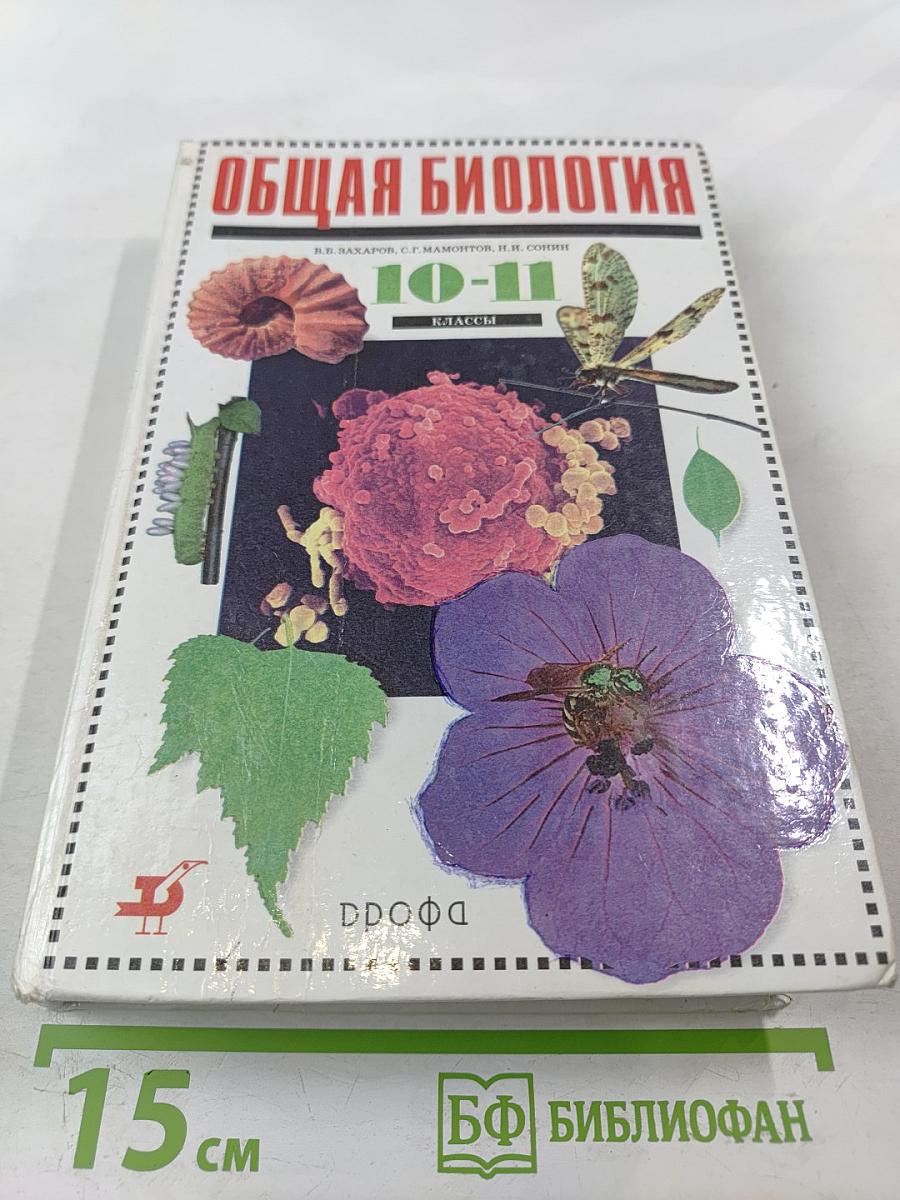 ОБЩАЯ БИОЛОГИЯ
В.В. ЗАХАРОВ, С.Г. МАМОНТОВ, Н.И. СОНИН
10-11
КЛАССЫ
дрофа
15 см
БФ БИБЛИОФАН